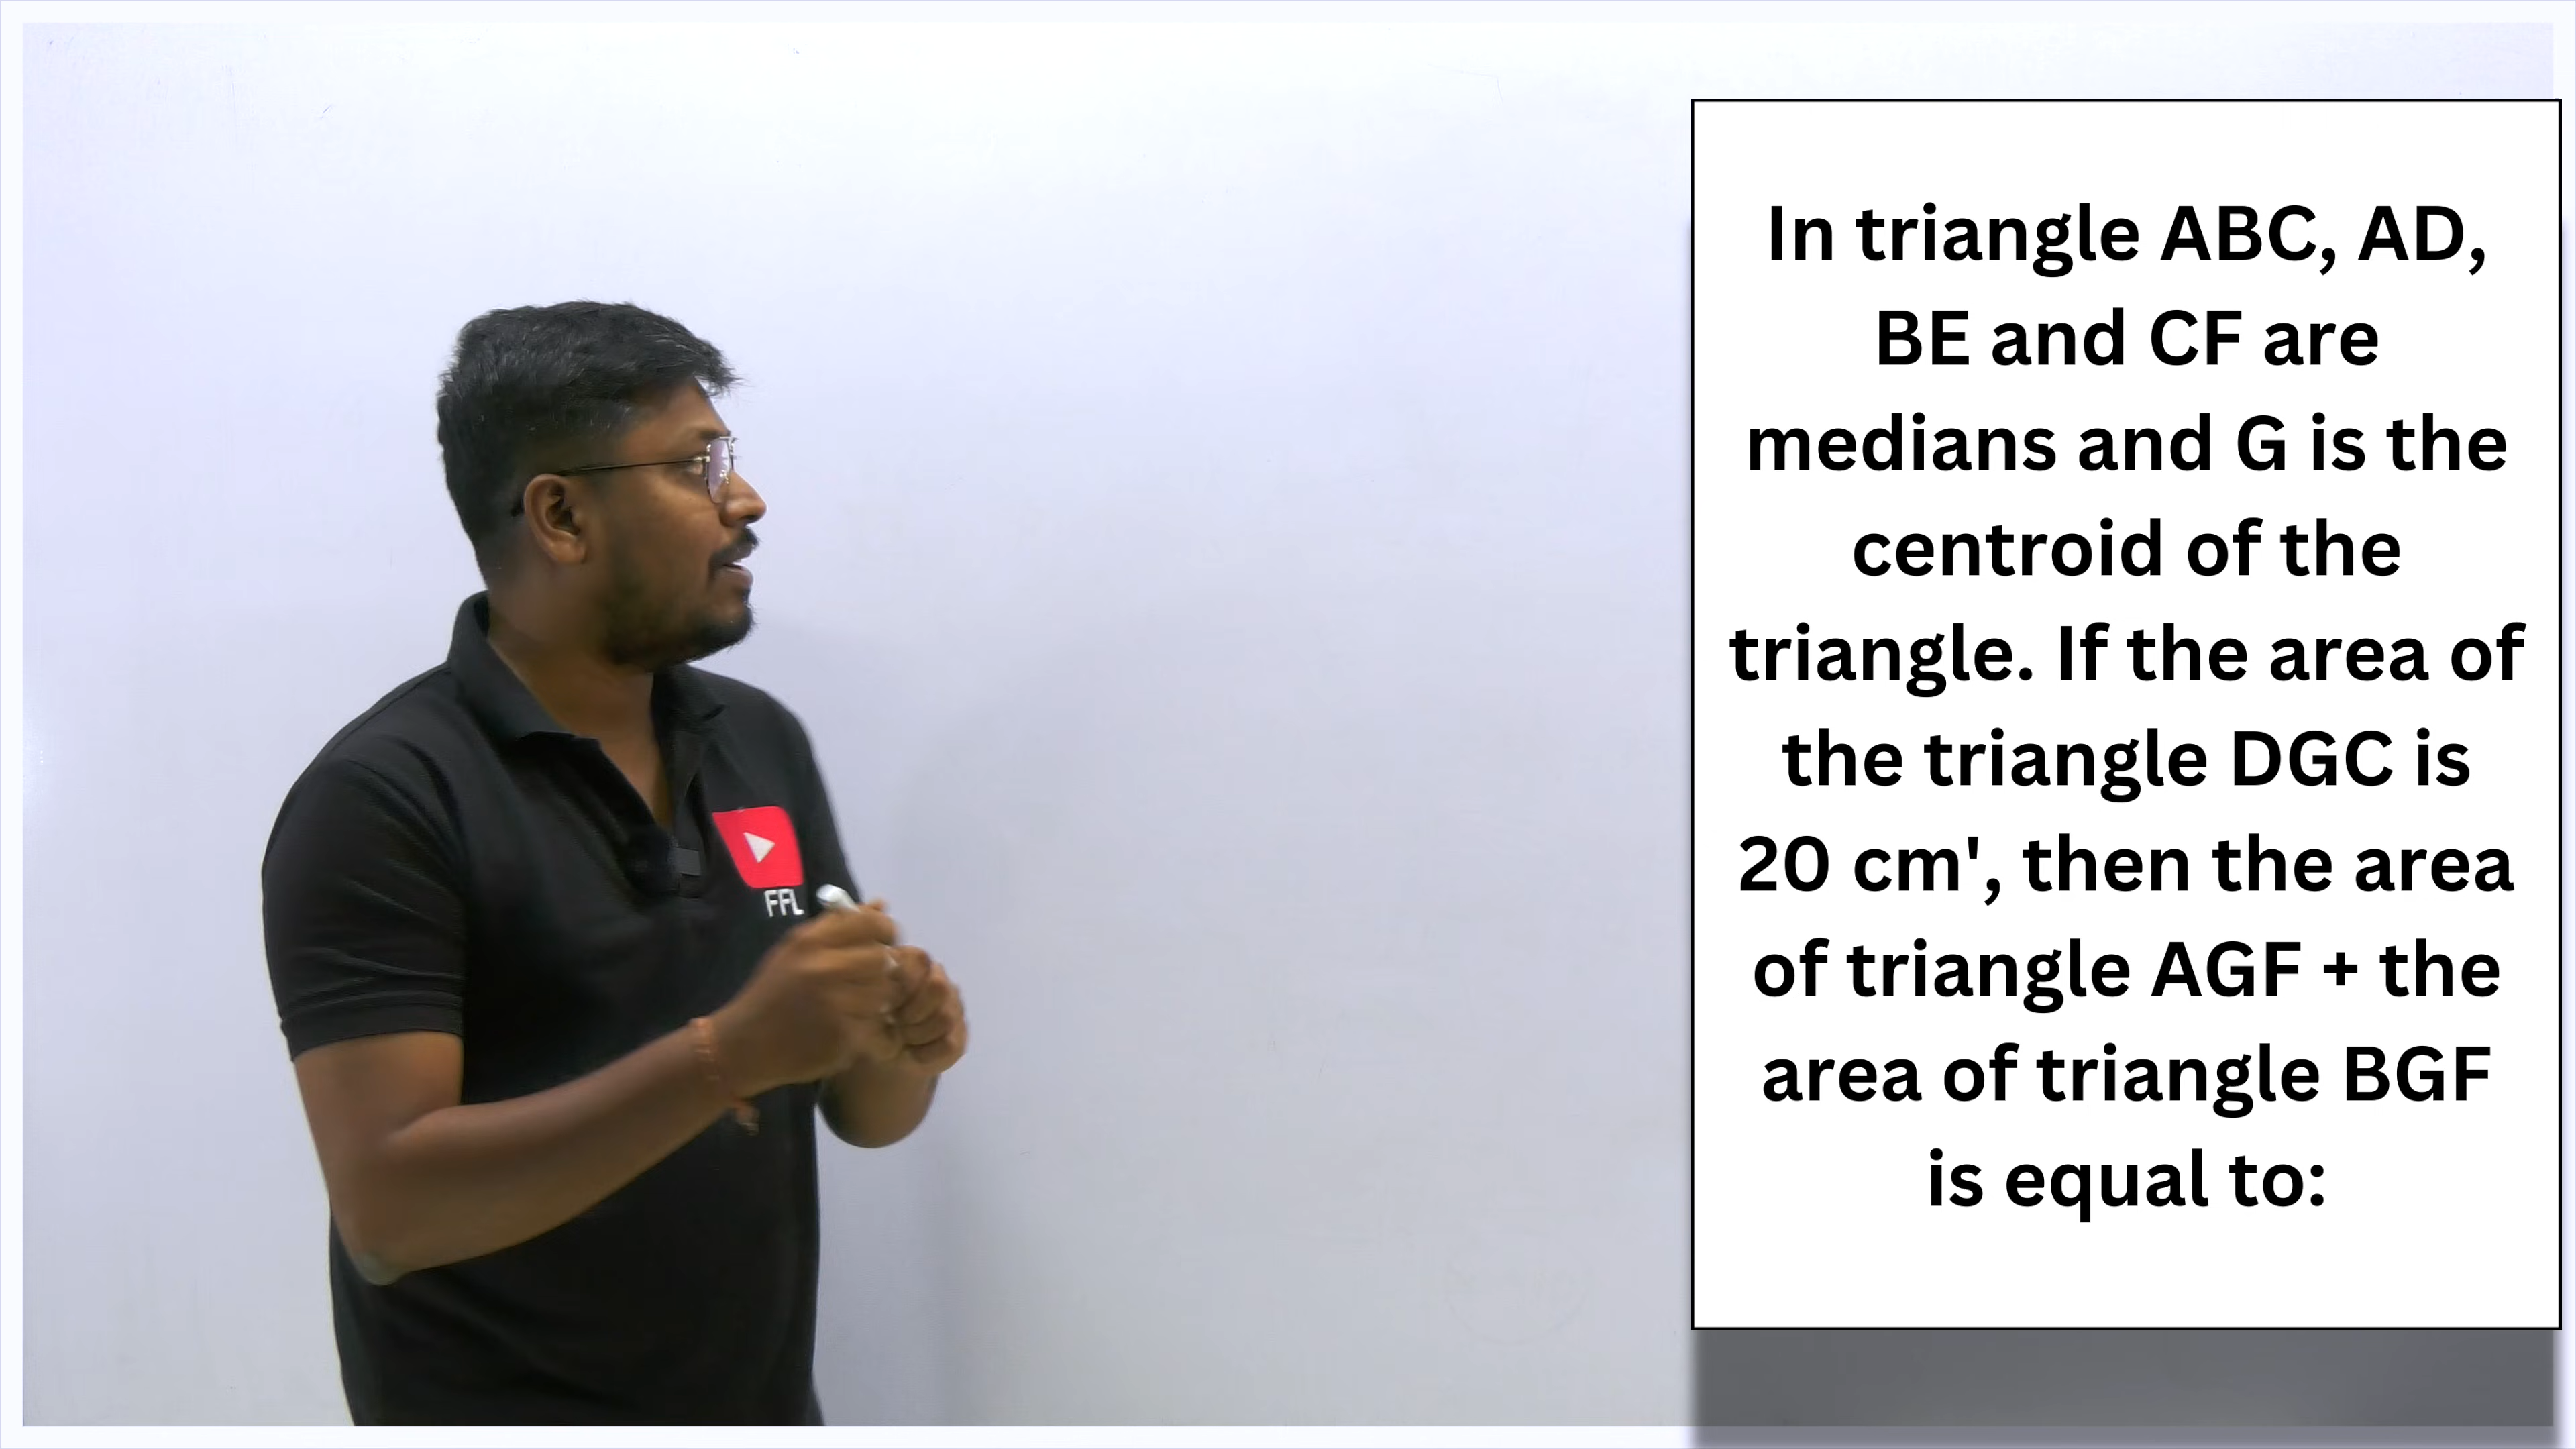 In triangle ABC, AD,
BE and CF are
medians and G is the
centroid of the
triangle. If the area of
the triangle DGC is
20 cm', then the area
of triangle AGF + the
area of triangle BGF
is equal to:
FFL